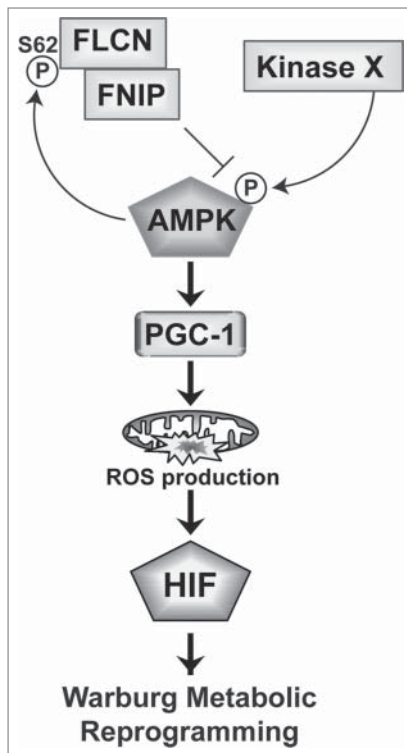 S62
P
FLCN
FNIP
Kinase X
P
AMPK
PGC-1
ROS production
HIF
Warburg Metabolic
Reprogramming